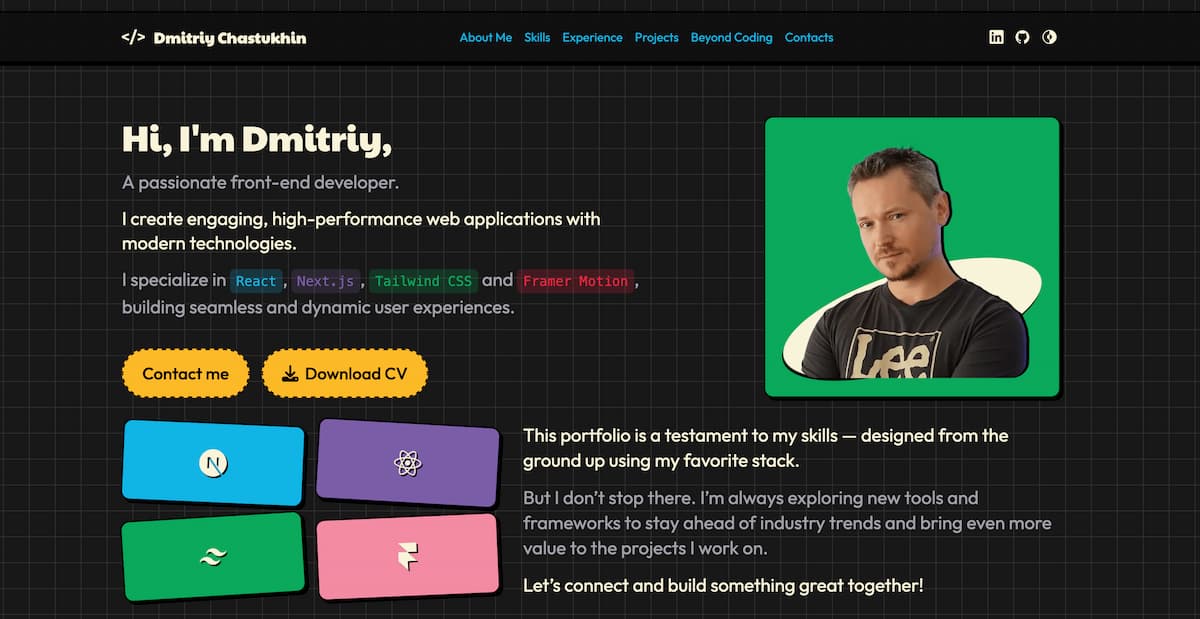 </> Dmitriy Chastukhin
About Me Skills Experience Projects Beyond Coding Contacts
Hi, I'm Dmitriy,
A passionate front-end developer.
I create engaging, high-performance web applications with
modern technologies.
I specialize in React, Next.js, Tailwind CSS and Framer Motion,
building seamless and dynamic user experiences.
Contact me
Download CV
Lee
This portfolio is a testament to my skills — designed from the
ground up using my favorite stack.
But I don’t stop there. I’m always exploring new tools and
frameworks to stay ahead of industry trends and bring even more
value to the projects I work on.
Let’s connect and build something great together!